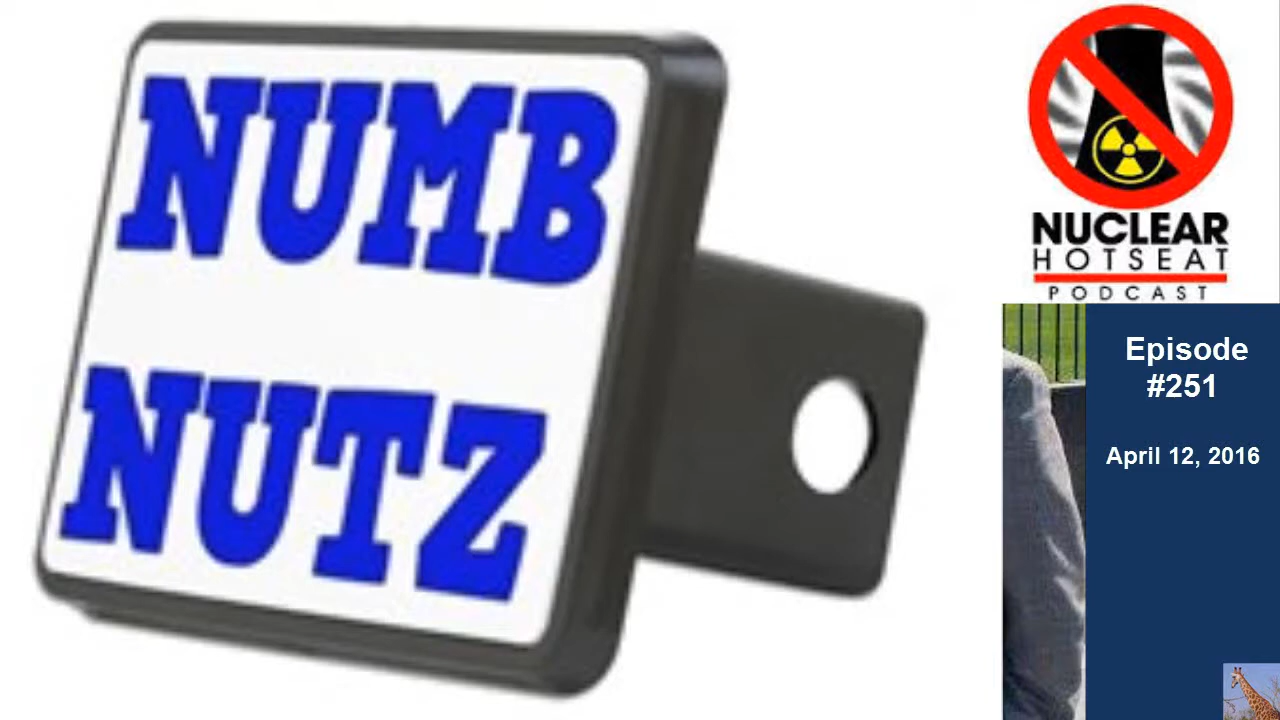 NUMB
NUTZ
NUCLEAR
HOTSEAT
PODCAST
Episode
#251
April 12, 2016